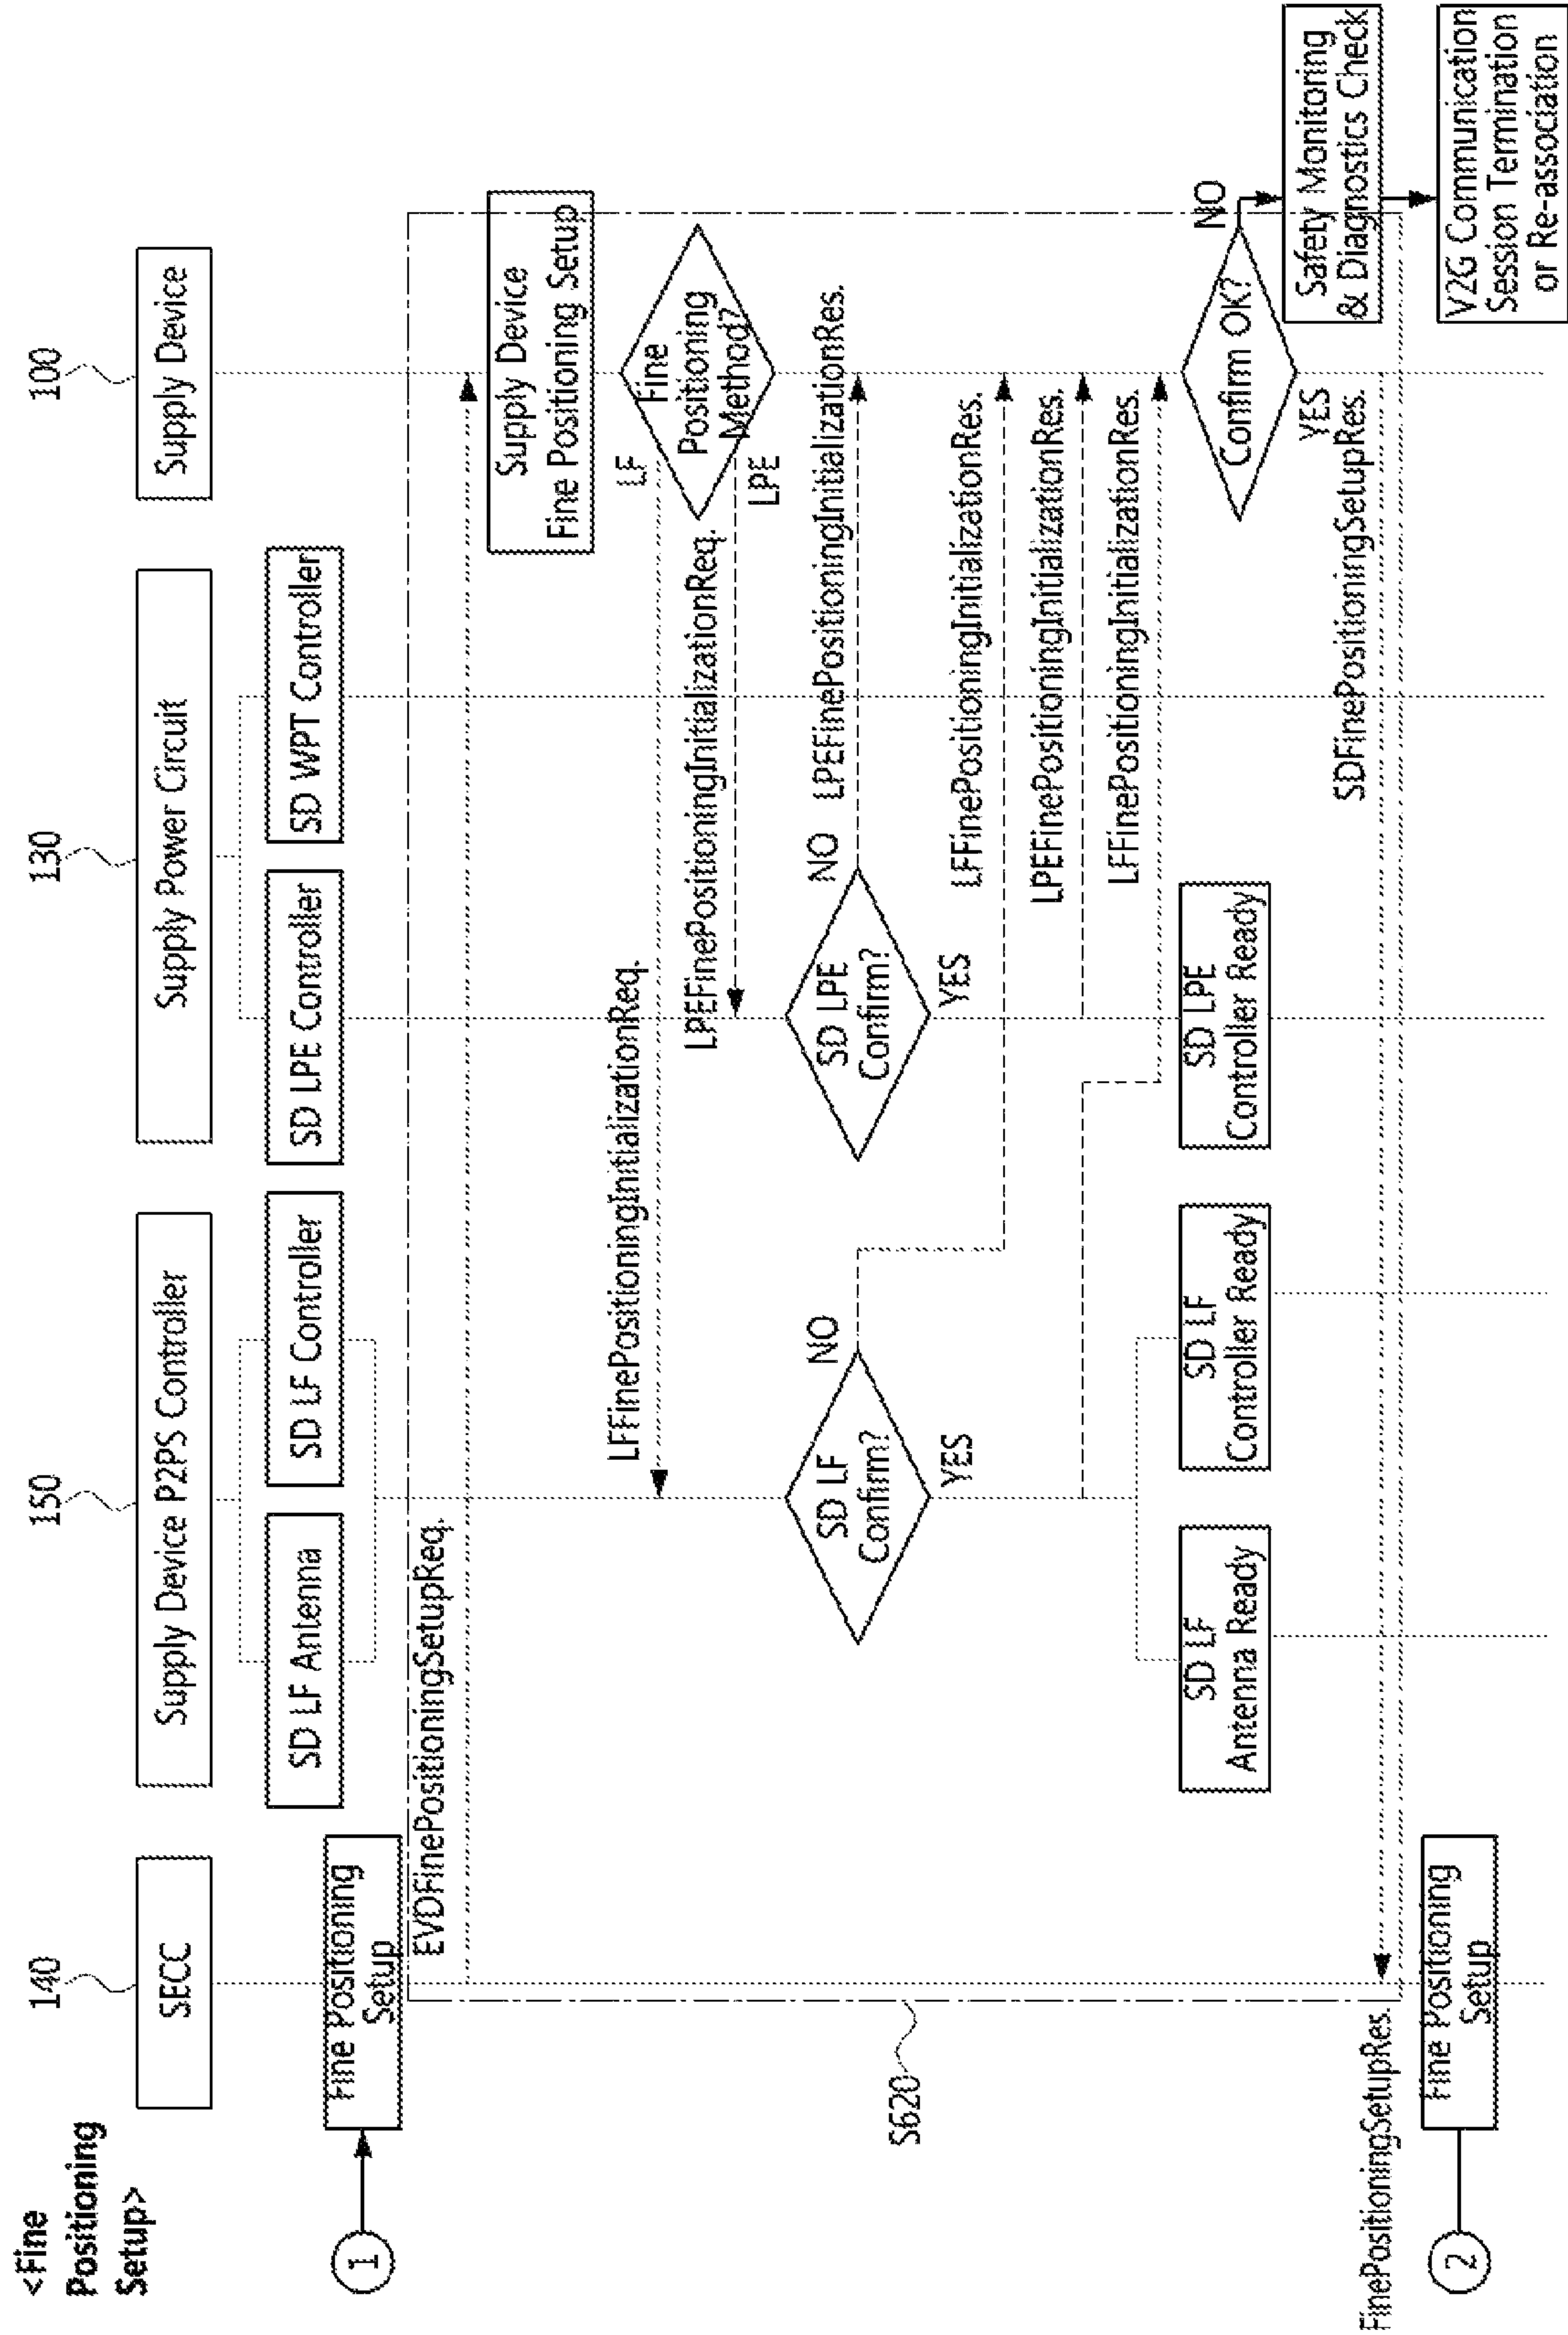 <Fine
Positioning
Setup>
140
150
130
100
SECC
Supply Device P2PS Controller
Supply Power Circuit
Supply Device
SD LF Antenna
SD LF Controller
SD LPE Controller
SD WPT Controller
1
Fine Positioning
Setup
EVDFinePositioningSetupReq.
Supply Device
Fine Positioning Setup
LFFinePositioningInitializationReq.
LF
Fine
Positioning
Method?
LPEFinePositioningInitializationReq.
LPE
SD LF
Confirm?
NO
YES
SD LPE
Confirm?
NO
YES
LPEFinePositioningInitializationRes.
S620
LFFinePositioningInitializationRes.
LPEFinePositioningInitializationRes.
LFFinePositioningInitializationRes.
SD LF
Antenna Ready
SD LF
Controller Ready
SD LPE
Controller Ready
Confirm OK?
NO
YES
Safety Monitoring
& Diagnostics Check
SDFinePositioningSetupRes.
FinePositioningSetupRes.
2
Fine Positioning
Setup
V2G Communication
Session Termination
or Re-association